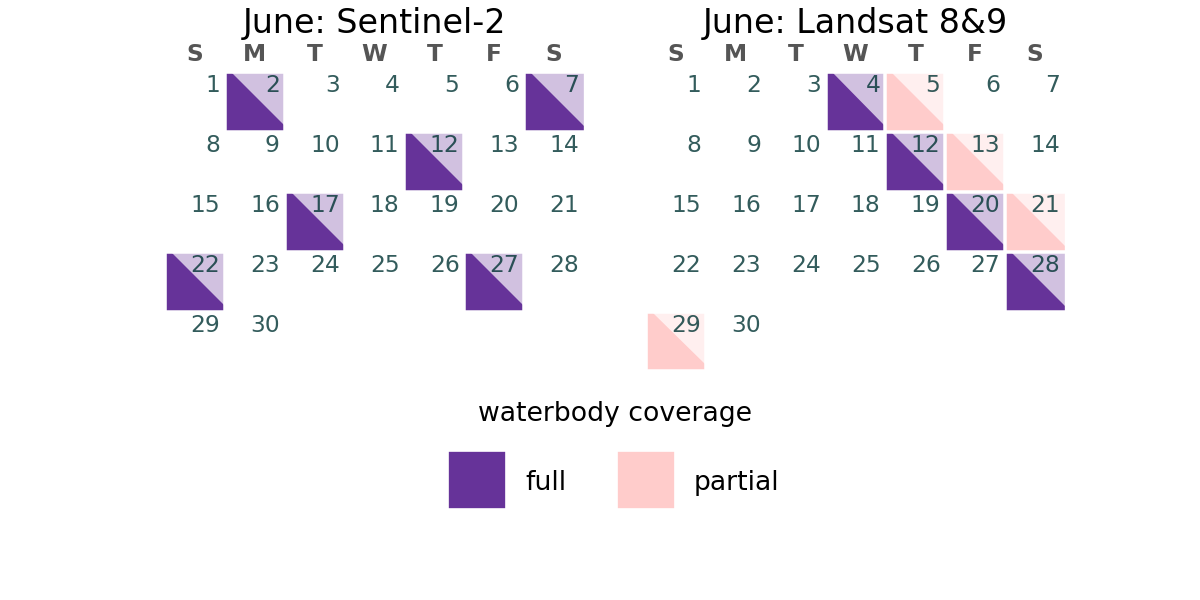 June: Sentinel-2
S M T W T F S
1 2 3 4 5 6 7
8 9 10 11 12 13 14
15 16 17 18 19 20 21
22 23 24 25 26 27 28
29 30
June: Landsat 8&9
S M T W T F S
1 2 3 4 5 6 7
8 9 10 11 12 13 14
15 16 17 18 19 20 21
22 23 24 25 26 27 28
29 30
waterbody coverage
full partial